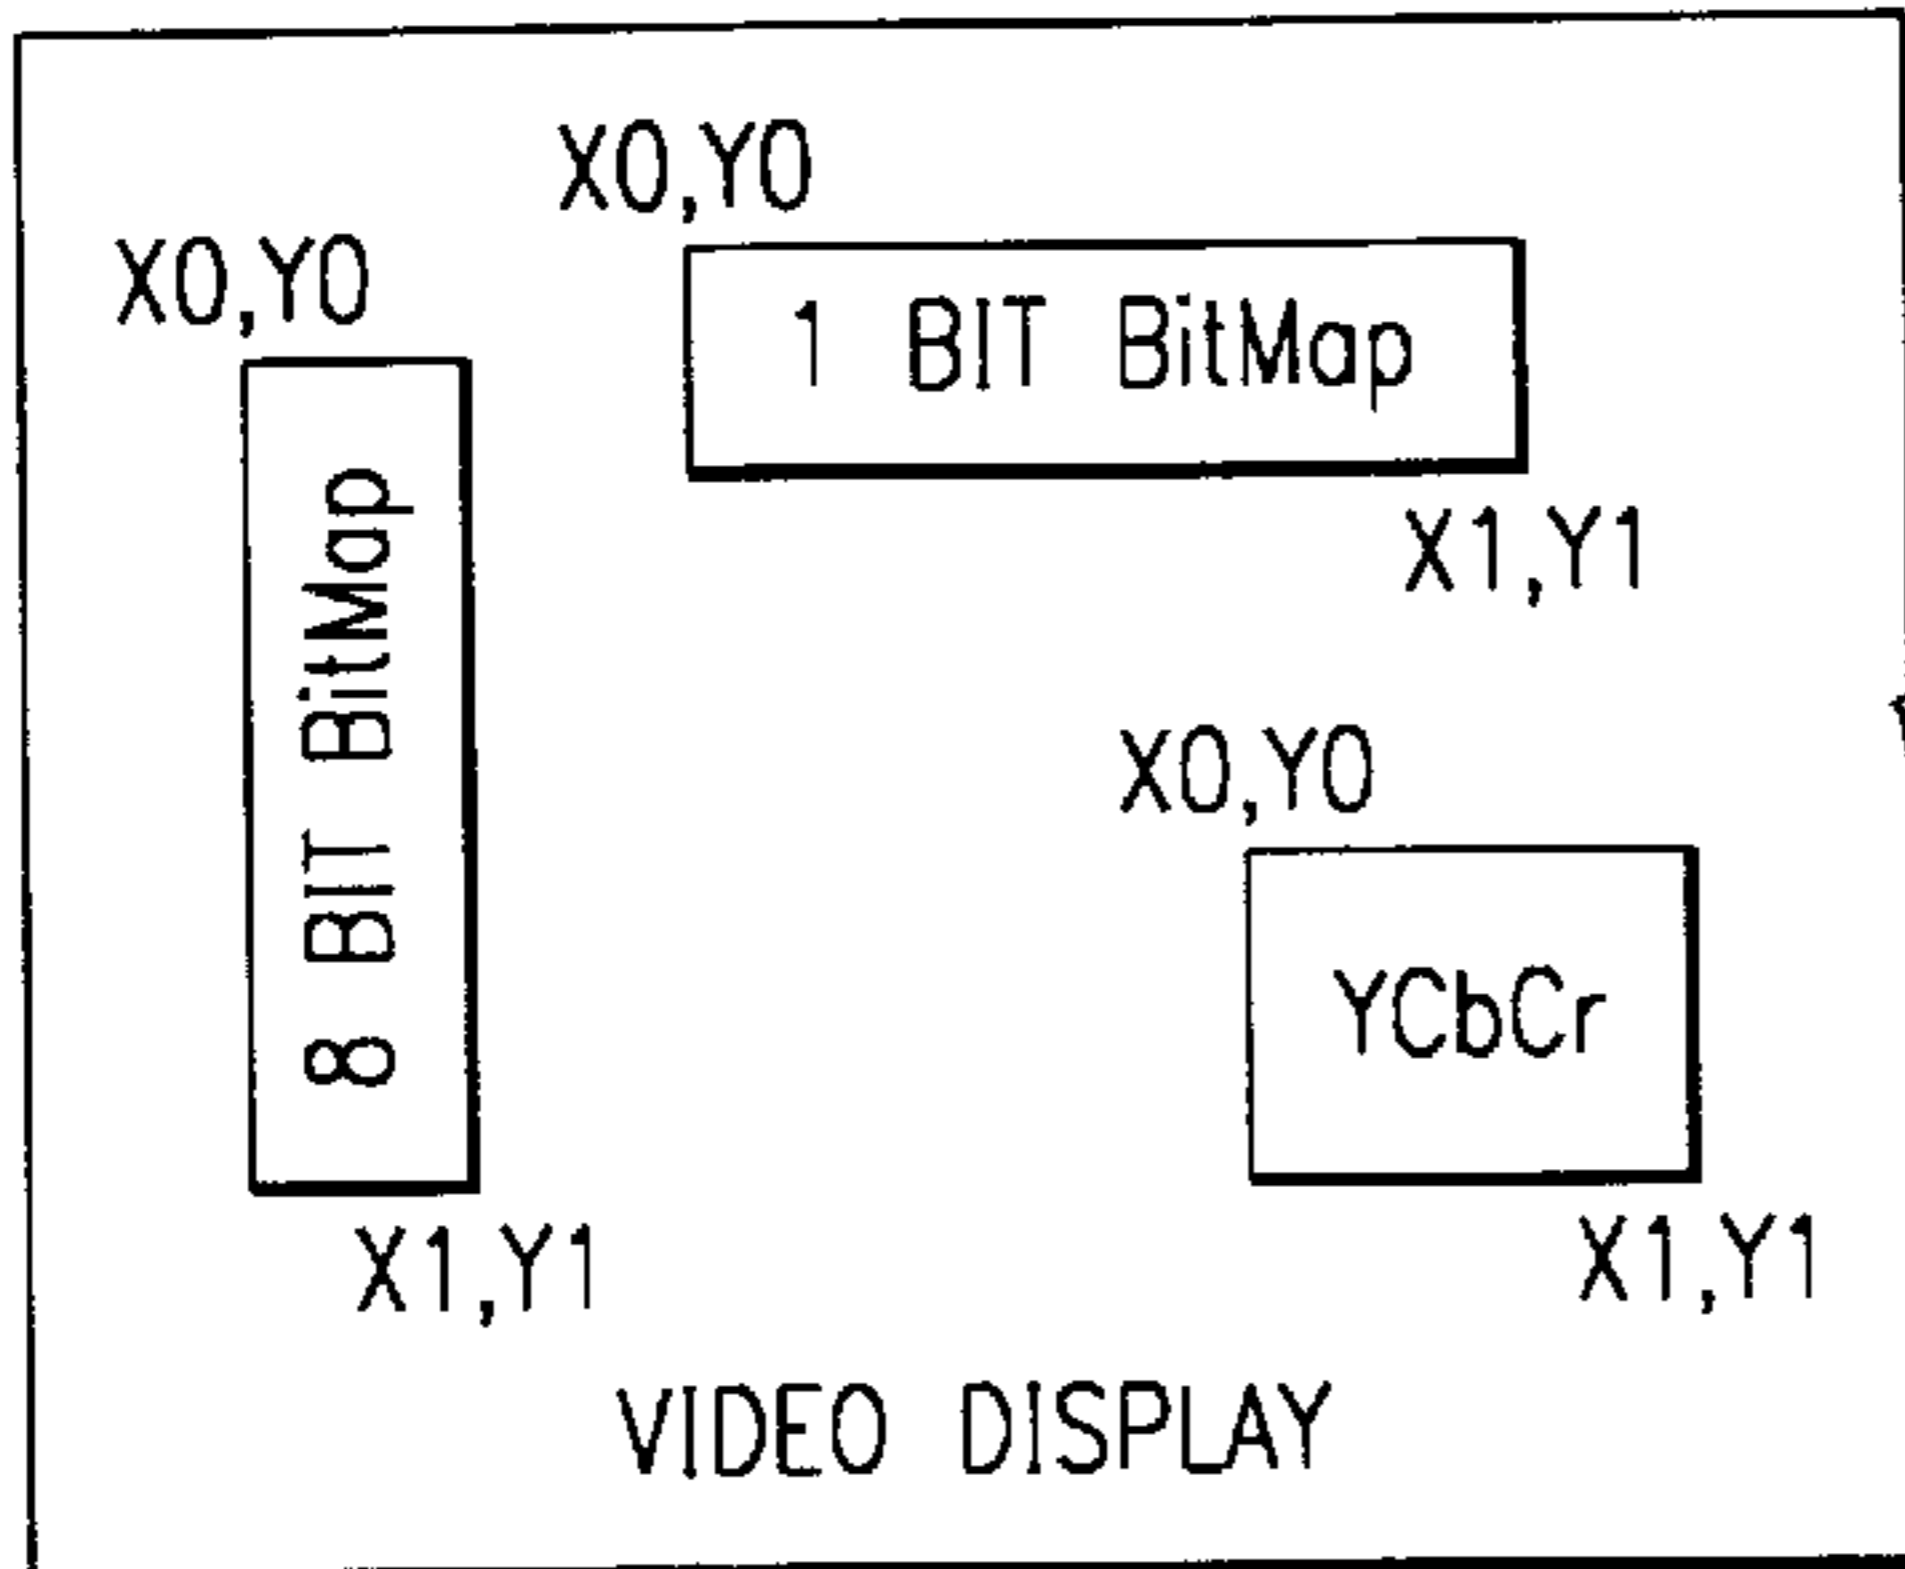 X0,Y0
1 BIT BitMap
X1,Y1
X0,Y0
8 BIT BitMap
X1,Y1
X0,Y0
YCbCr
X1,Y1
VIDEO DISPLAY